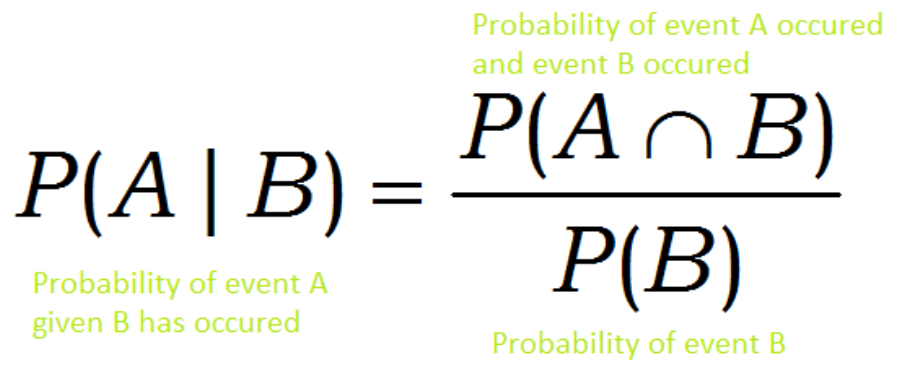 Probability of event A occured
and event B occured
P(A | B) = P(A ∩ B)
P(B)
Probability of event A
given B has occured
Probability of event B